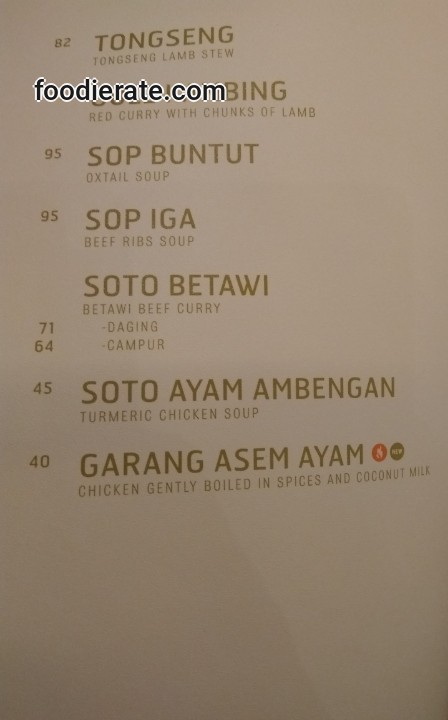 82 TONGSENG
TONGSENG LAMB STEW
foodierate.com
RED CURRY WITH CHUNKS OF LAMB
95 SOP BUNTUT
OXTAIL SOUP
95 SOP IGA
BEEF RIBS SOUP
SOTO BETAWI
BETAWI BEEF CURRY
71 -DAGING
64 -CAMPUR
45 SOTO AYAM AMBENGAN
TURMERIC CHICKEN SOUP
40 GARANG ASEM AYAM NEW
CHICKEN GENTLY BOILED IN SPICES AND COCONUT MILK